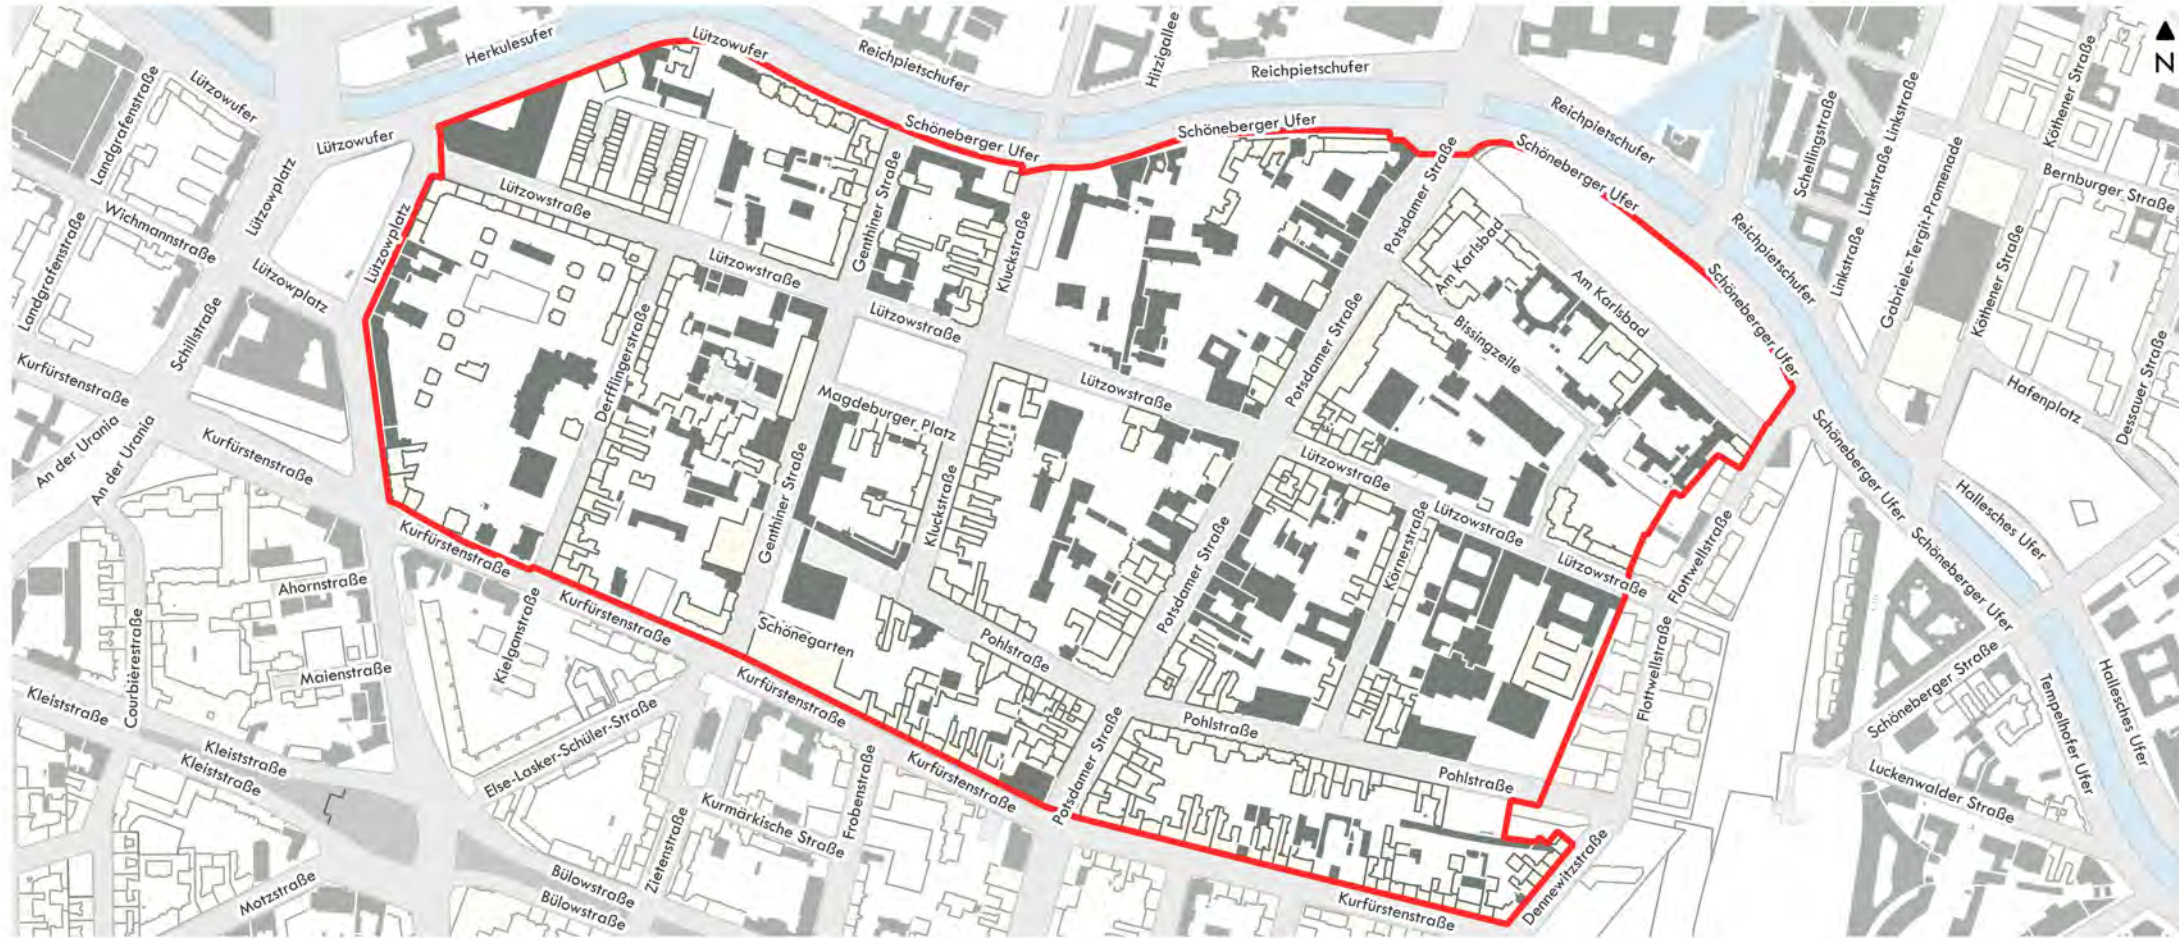 Herkulesufer
Lützowufer
Reichpietschufer
Hitzigallee
Reichpietschufer
N
Köthener Straße
Landgrafenstraße
Lützowufer
Lützowufer
Schöneberger Ufer
Schöneberger Ufer
Reichpietschufer
Schöneberger Ufer
Schellingstraße
Linkstraße
Linkstraße
Gabriele-Tergit-Promenade
Bernburger Straße
Lützowplatz
Lützowstraße
Genthiner Straße
Kluckstraße
Potsdamer Straße
Am Karlsbad
Am Karlsbad
Schöneberger Ufer
Reichpietschufer
Linkstraße
Köthener Straße
Wichmannstraße
Landgrafenstraße
Lützowplatz
Lützowplatz
Lützowstraße
Lützowstraße
Potsdamer Straße
Bissingzeile
Schillstraße
Derfflingerstraße
Magdeburger Platz
Lützowstraße
Hafenplatz
Dessauer Straße
Kurfürstenstraße
An der Urania
An der Urania
Kurfürstenstraße
Genthiner Straße
Kluckstraße
Lützowstraße
Lützowstraße
Lützowstraße
Schöneberger Ufer
Schöneberger Ufer
Hallesches Ufer
Kurfürstenstraße
Potsdamer Straße
Körnerstraße
Flottwellstraße
Ahornstraße
Kielganstraße
Kurfürstenstraße
Schönegarten
Pohlstraße
Courbièrestraße
Maienstraße
Kurfürstenstraße
Potsdamer Straße
Pohlstraße
Pohlstraße
Flottwellstraße
Schöneberger Straße
Tempelhofer Ufer
Hallesches Ufer
Kleiststraße
Kleiststraße
Kleiststraße
Else-Lasker-Schüler-Straße
Kurfürstenstraße
Frobenstraße
Kurmärkische Straße
Zietenstraße
Luckenwalder Straße
Motzstraße
Bülowstraße
Bülowstraße
Kurfürstenstraße
Dennewitzstraße